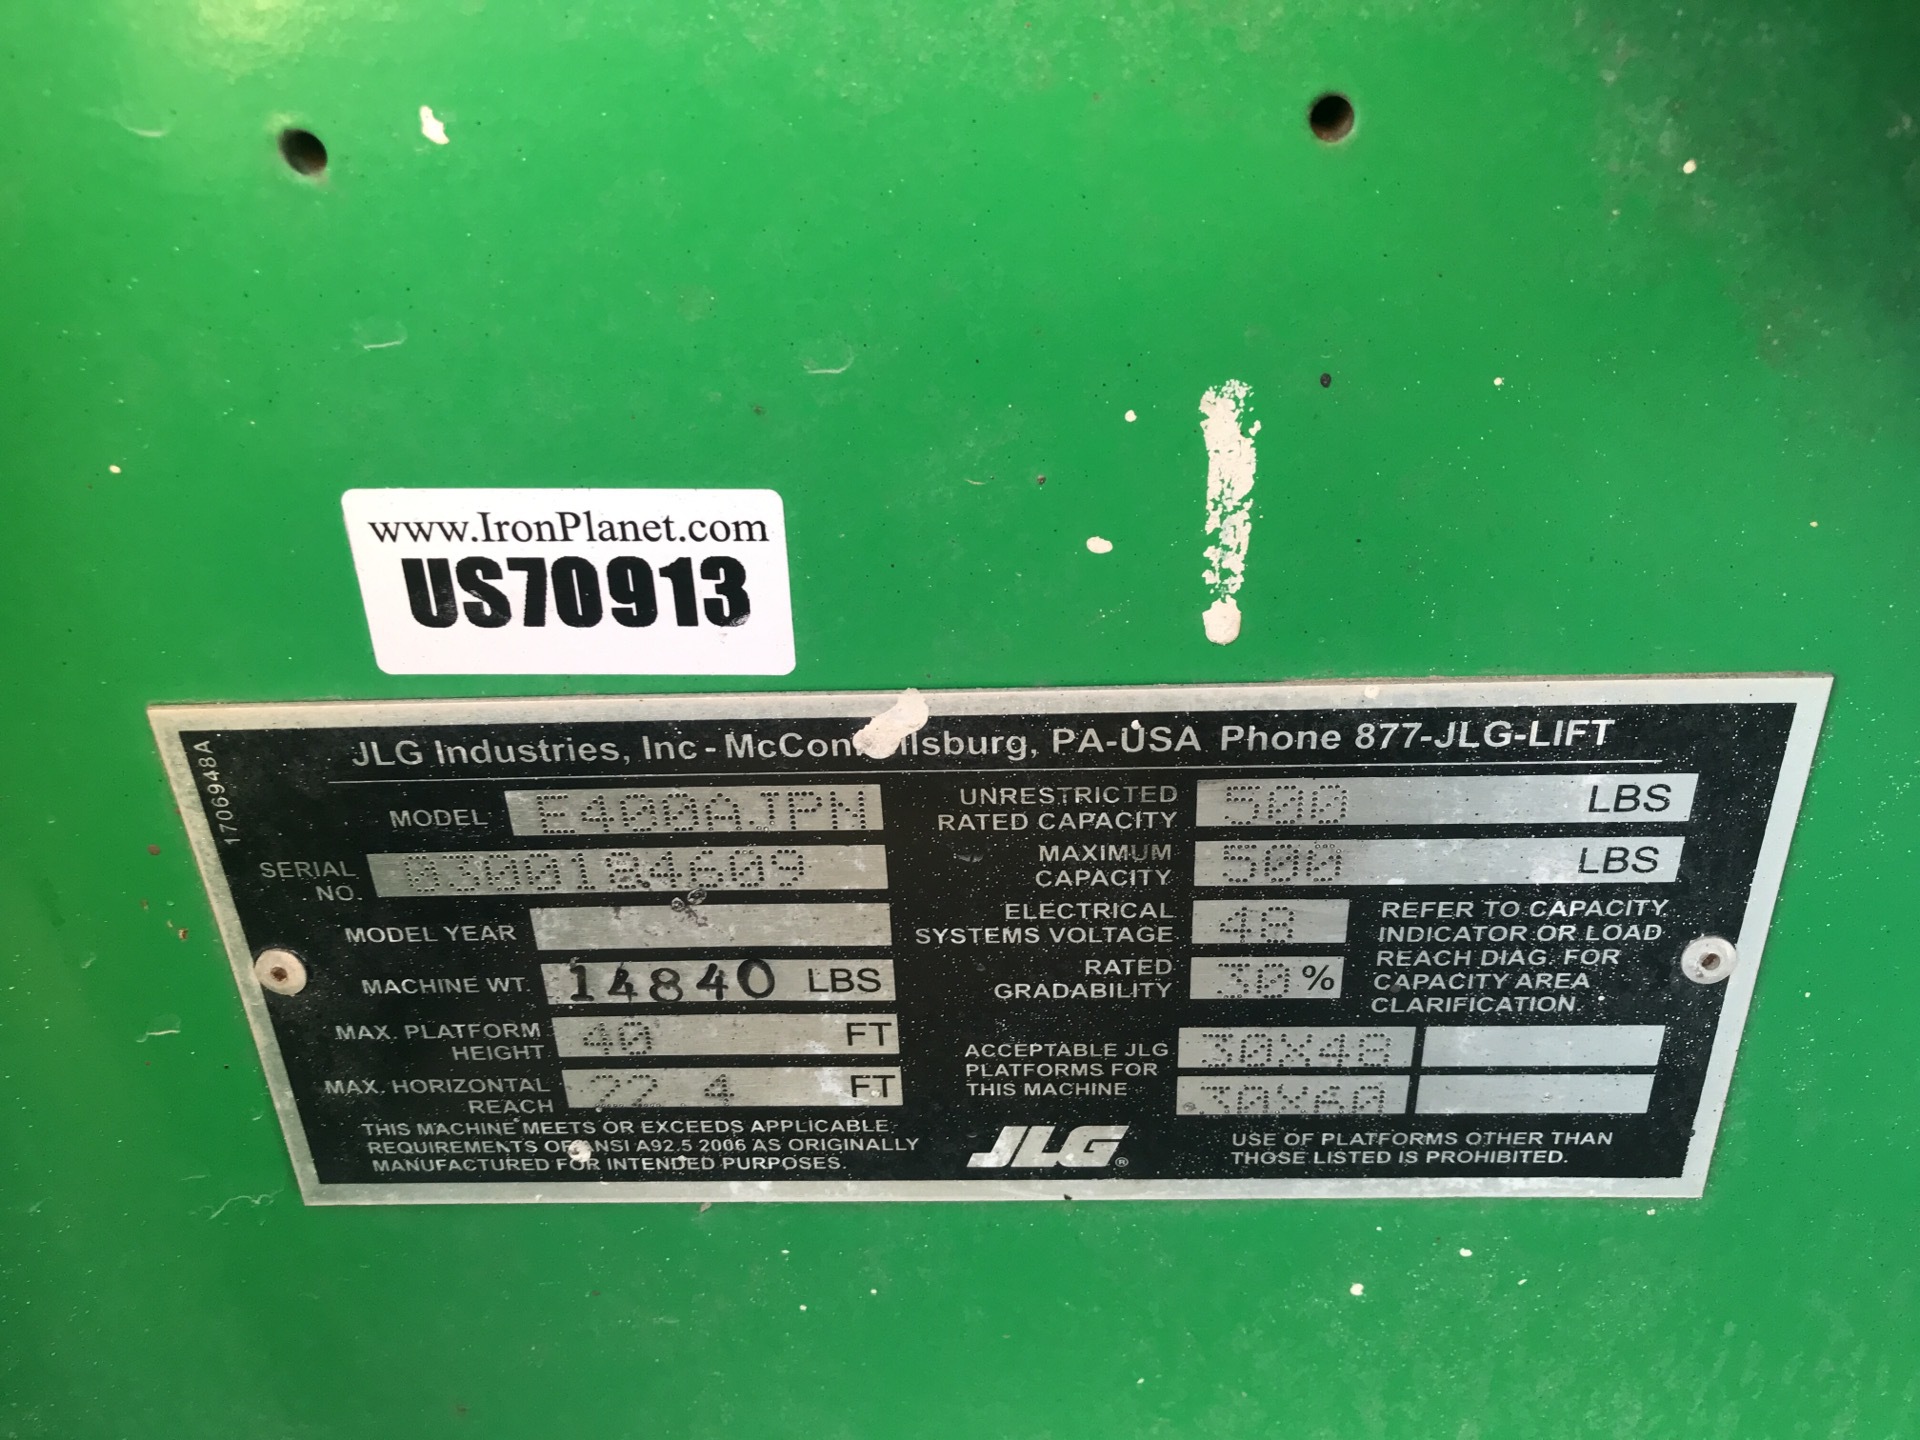 www.IronPlanet.com
US70913
1706948A
JLG Industries, Inc - PA-USA Phone 877-JLG-LIFT
MODEL E400AJPN
SERIAL NO. 0300184609
MODEL YEAR
MACHINE WT. 14840 LBS
MAX. PLATFORM HEIGHT 40 FT
MAX. HORIZONTAL REACH 22.4 FT
THIS MACHINE MEETS OR EXCEEDS APPLICABLE
REQUIREMENTS OF ANSI A92.5 2006 AS ORIGINALLY
MANUFACTURED FOR INTENDED PURPOSES.
UNRESTRICTED RATED CAPACITY 500 LBS
MAXIMUM CAPACITY 500 LBS
ELECTRICAL SYSTEMS VOLTAGE 48
RATED GRADABILITY 30 %
REFER TO CAPACITY
INDICATOR OR LOAD
REACH DIAG. FOR
CAPACITY AREA
CLARIFICATION.
ACCEPTABLE JLG
PLATFORMS FOR
THIS MACHINE
30X48
30X60
JLG®
USE OF PLATFORMS OTHER THAN
THOSE LISTED IS PROHIBITED.